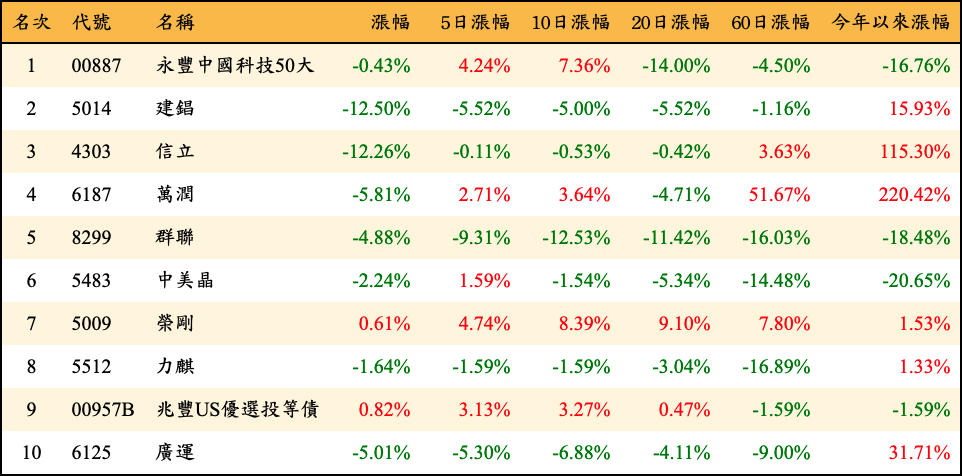 名次 代號 名稱 漲幅 5日漲幅 10日漲幅 20日漲幅 60日漲幅 今年以來漲幅
1 00887 永豐中國科技50大 -0.43% 4.24% 7.36% -14.00% -4.50% -16.76%
2 5014 建錩 -12.50% -5.52% -5.00% -5.52% -1.16% 15.93%
3 4303 信立 -12.26% -0.11% -0.53% -0.42% 3.63% 115.30%
4 6187 萬潤 -5.81% 2.71% 3.64% -4.71% 51.67% 220.42%
5 8299 群聯 -4.88% -9.31% -12.53% -11.42% -16.03% -18.48%
6 5483 中美晶 -2.24% 1.59% -1.54% -5.34% -14.48% -20.65%
7 5009 榮剛 0.61% 4.74% 8.39% 9.10% 7.80% 1.53%
8 5512 力麒 -1.64% -1.59% -1.59% -3.04% -16.89% 1.33%
9 00957B 兆豐US優選投等債 0.82% 3.13% 3.27% 0.47% -1.59% -1.59%
10 6125 廣運 -5.01% -5.30% -6.88% -4.11% -9.00% 31.71%